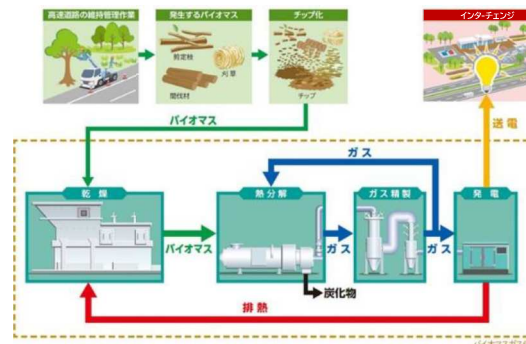 高速道路の維持管理作業
発生するバイオマス
チップ化
インターチェンジ
剪定枝
刈草
間伐材
チップ
バイオマス
送電
ガス
乾燥
熱分解
ガス精製
発電
バイオマス
ガス
ガス
炭化物
排熱